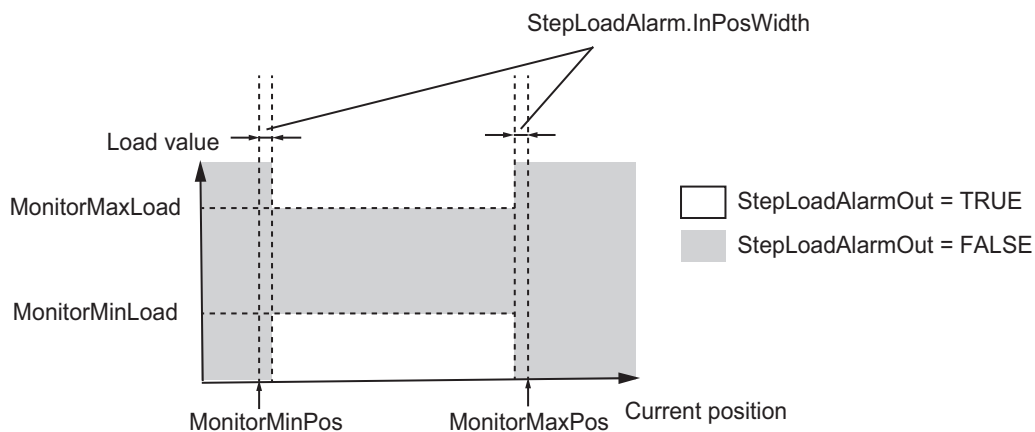 StepLoadAlarm.InPosWidth
Load value
MonitorMaxLoad
StepLoadAlarmOut = TRUE
StepLoadAlarmOut = FALSE
MonitorMinLoad
MonitorMinPos
MonitorMaxPos
Current position